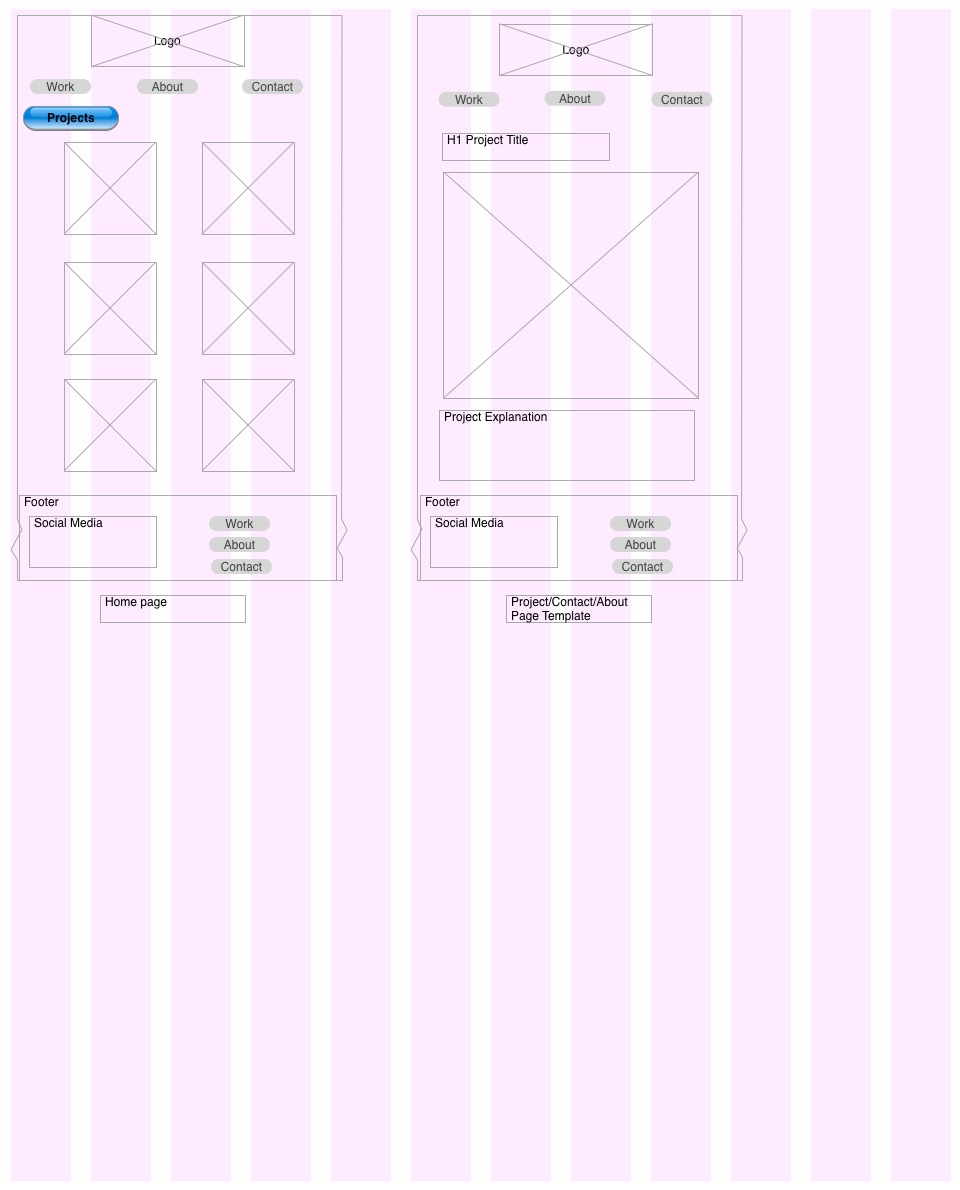 Logo
Work
About
Contact
Projects
Footer
Social Media
Work
About
Contact
Home page
Logo
Work
About
Contact
H1 Project Title
Project Explanation
Footer
Social Media
Work
About
Contact
Project/Contact/About
Page Template